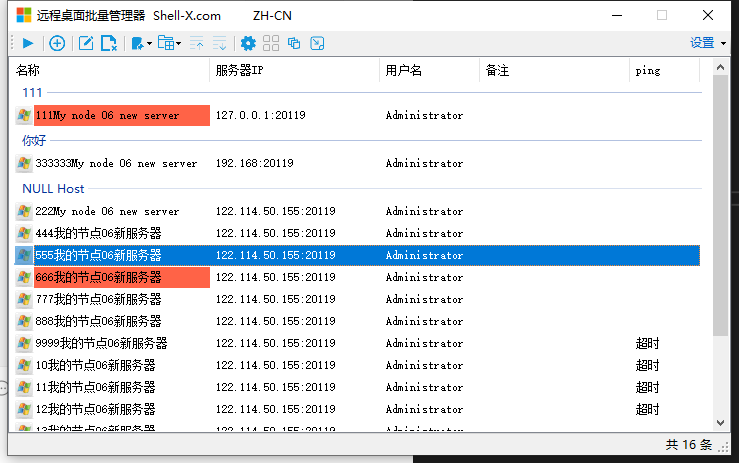 远程桌面批量管理器 Shell-X.com ZH-CN
设置
名称 服务器IP 用户名 备注 ping
111
111My node 06 new server 127.0.0.1:20119 Administrator
你好
333333My node 06 new server 192.168:20119 Administrator
NULL Host
222My node 06 new server 122.114.50.155:20119 Administrator
444我的节点06新服务器 122.114.50.155:20119 Administrator
555我的节点06新服务器 122.114.50.155:20119 Administrator
666我的节点06新服务器 122.114.50.155:20119 Administrator
777我的节点06新服务器 122.114.50.155:20119 Administrator
888我的节点06新服务器 122.114.50.155:20119 Administrator
9999我的节点06新服务器 122.114.50.155:20119 Administrator 超时
10我的节点06新服务器 122.114.50.155:20119 Administrator 超时
11我的节点06新服务器 122.114.50.155:20119 Administrator 超时
12我的节点06新服务器 122.114.50.155:20119 Administrator 超时
13我的节点06新服务器 122.114.50.155:20119 Administrator
共 16 条